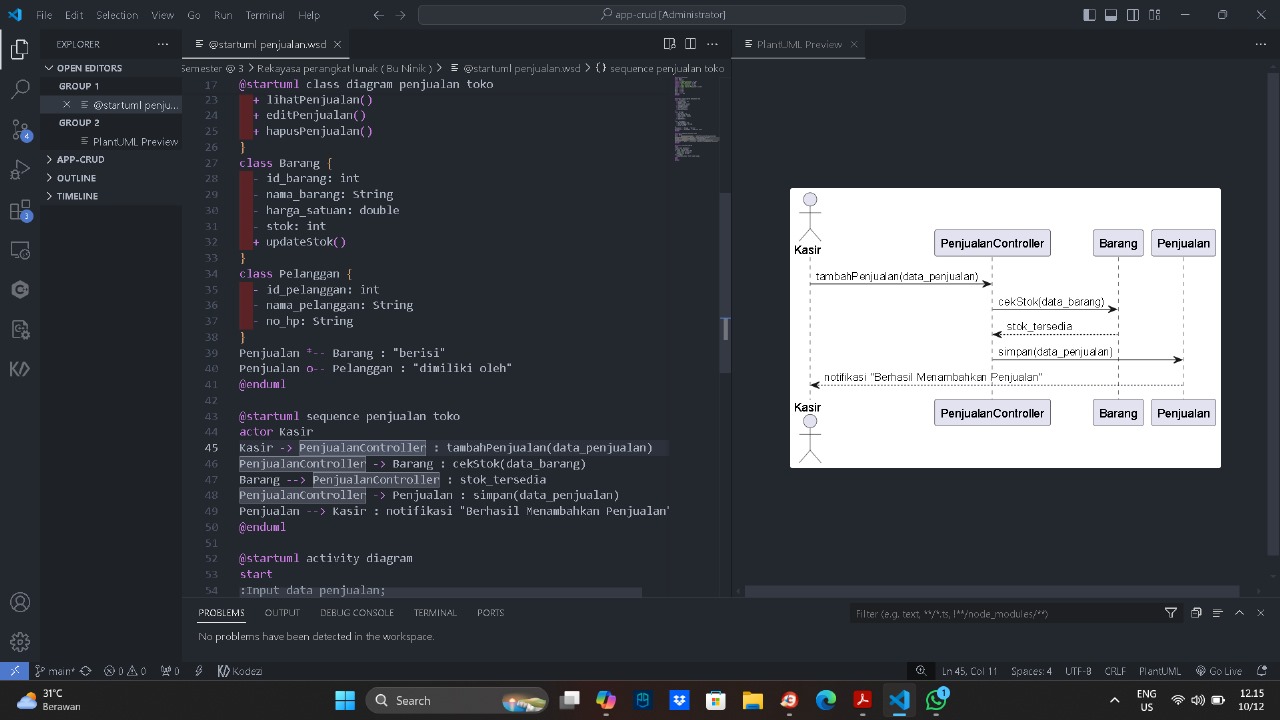 File Edit Selection View Go Run Terminal Help
app-crud [Administrator]
EXPLORER
OPEN EDITORS
GROUP 1
@startuml penju...
GROUP 2
PlantUML Preview
APP-CRUD
OUTLINE
TIMELINE
4
3
@startuml penjualan.wsd
Semester @ 3 > Rekayasa perangkat lunak ( Bu Ninik ) > @startuml penjualan.wsd > {} sequence penjualan toko
17 @startuml class diagram penjualan toko
23 + lihatPenjualan()
24 + editPenjualan()
25 + hapusPenjualan()
26 }
27 class Barang {
28 - id_barang: int
29 - nama_barang: String
30 - harga_satuan: double
31 - stok: int
32 + updateStok()
33 }
34 class Pelanggan {
35 - id_pelanggan: int
36 - nama_pelanggan: String
37 - no_hp: String
38 }
39 Penjualan *-- Barang : "berisi"
40 Penjualan o-- Pelanggan : "dimiliki oleh"
41 @enduml
42
43 @startuml sequence penjualan toko
44 actor Kasir
45 Kasir -> PenjualanController : tambahPenjualan(data_penjualan)
46 PenjualanController -> Barang : cekStok(data_barang)
47 Barang --> PenjualanController : stok_tersedia
48 PenjualanController -> Penjualan : simpan(data_penjualan)
49 Penjualan --> Kasir : notifikasi "Berhasil Menambahkan Penjualan"
50 @enduml
51
52 @startuml activity diagram
53 start
54 :Input data penjualan;
PlantUML Preview
Kasir
PenjualanController Barang Penjualan
tambahPenjualan(data_penjualan)
cekStok(data_barang)
stok_tersedia
simpan(data_penjualan)
notifikasi "Berhasil Menambahkan Penjualan"
Kasir
PenjualanController Barang Penjualan
PROBLEMS OUTPUT DEBUG CONSOLE TERMINAL PORTS
Filter (e.g. text, **/*.ts, !**/node_modules/**)
No problems have been detected in the workspace.
main* 0 0 0 Kodezi
Ln 45, Col 11 Spaces: 4 UTF-8 CRLF PlantUML Go Live
31°C
Berawan
Search
1
ENG
US
12.15
10/12